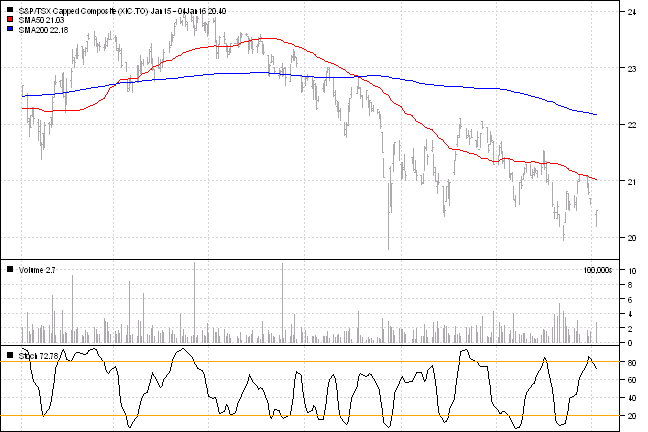 S&P/TSX Capped Composite (XIC.TO) Jan 15 - 04Jan 16 20.40
SMA50 21.03
SMA200 22.18
24
23
22
21
20
Volume 2.7
100,000s
10
8
6
4
2
0
Stoch 72.78
80
60
40
20